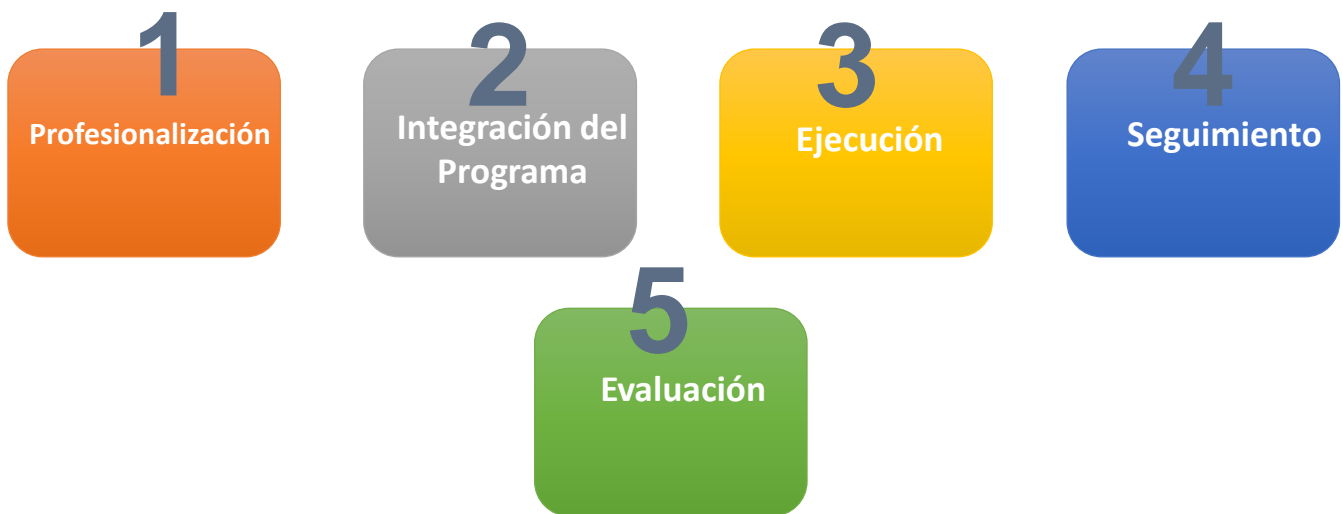 1
Profesionalización
2
Integración del
Programa
3
Ejecución
4
Seguimiento
5
Evaluación